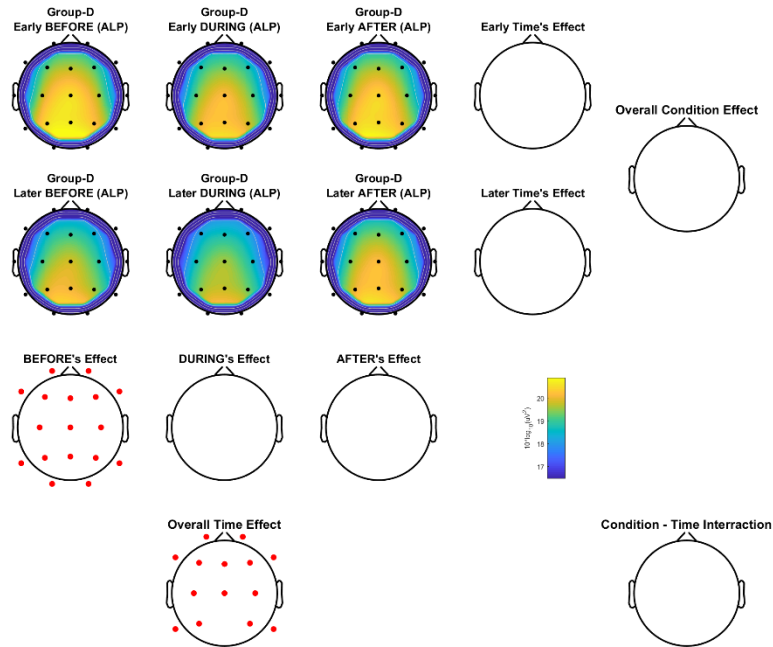 Group-D
Early BEFORE (ALP)
Group-D
Early DURING (ALP)
Group-D
Early AFTER (ALP)
Early Time's Effect
Overall Condition Effect
Group-D
Later BEFORE (ALP)
Group-D
Later DURING (ALP)
Group-D
Later AFTER (ALP)
Later Time's Effect
BEFORE's Effect
DURING's Effect
AFTER's Effect
20
19
18
17
Overall Time Effect
Condition - Time Interraction